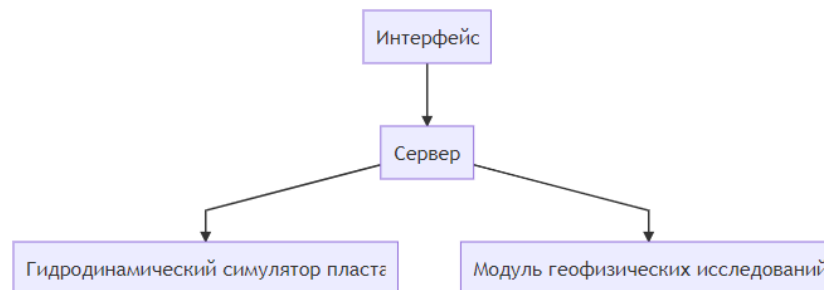 Интерфейс
Сервер
Гидродинамический симулятор пласта
Модуль геофизических исследований